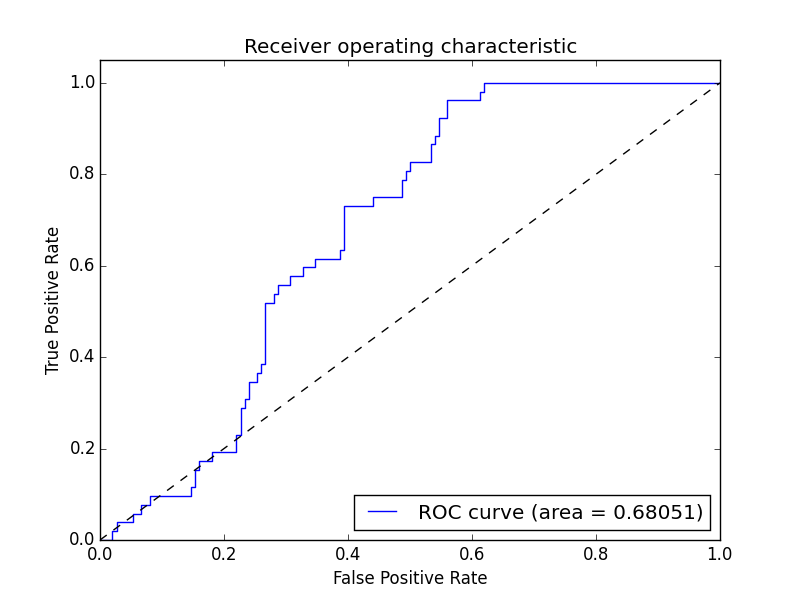 Receiver operating characteristic
1.0
0.8
0.6
0.4
0.2
0.0
True Positive Rate
ROC curve (area = 0.68051)
0.0 0.2 0.4 0.6 0.8 1.0
False Positive Rate